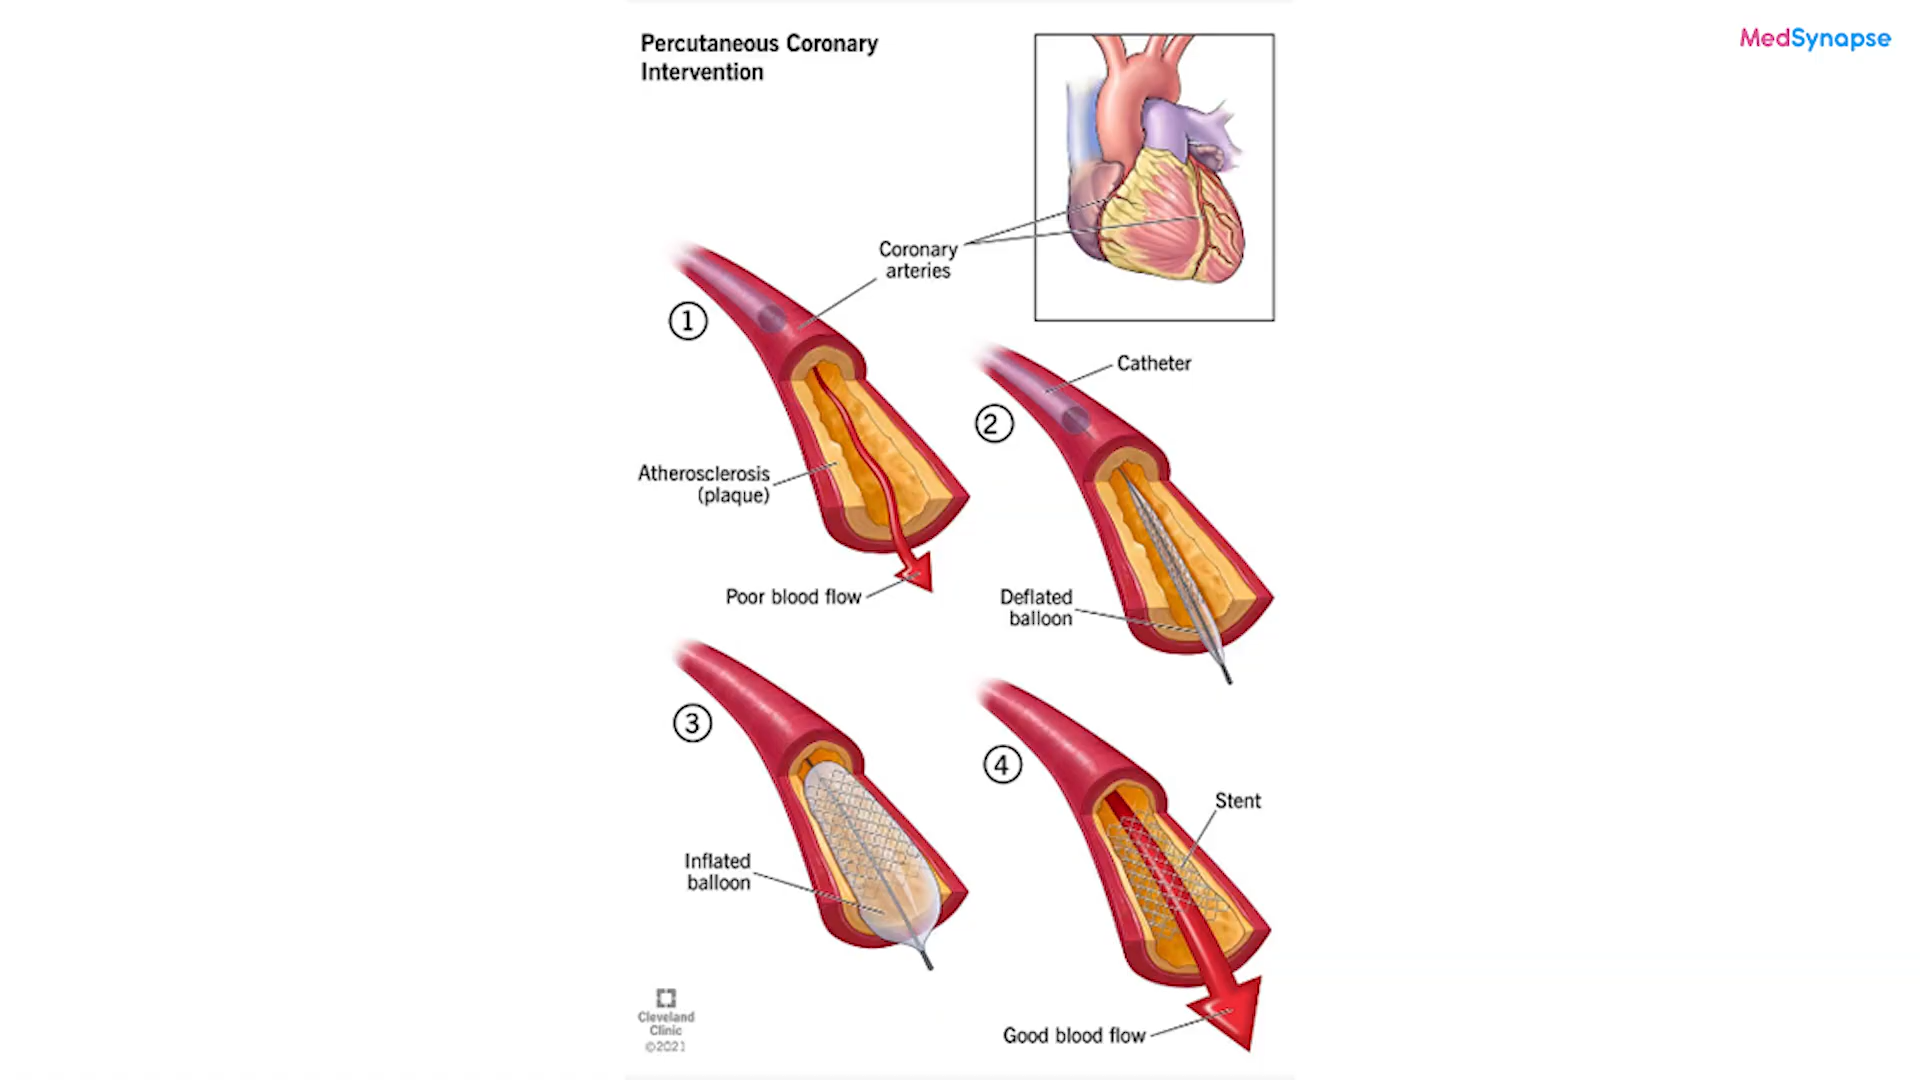 Percutaneous Coronary
Intervention
MedSynapse
Coronary
arteries
1
Catheter
2
Atherosclerosis
(plaque)
Poor blood flow
Deflated
balloon
3
4
Stent
Inflated
balloon
Cleveland
Clinic
©2021
Good blood flow